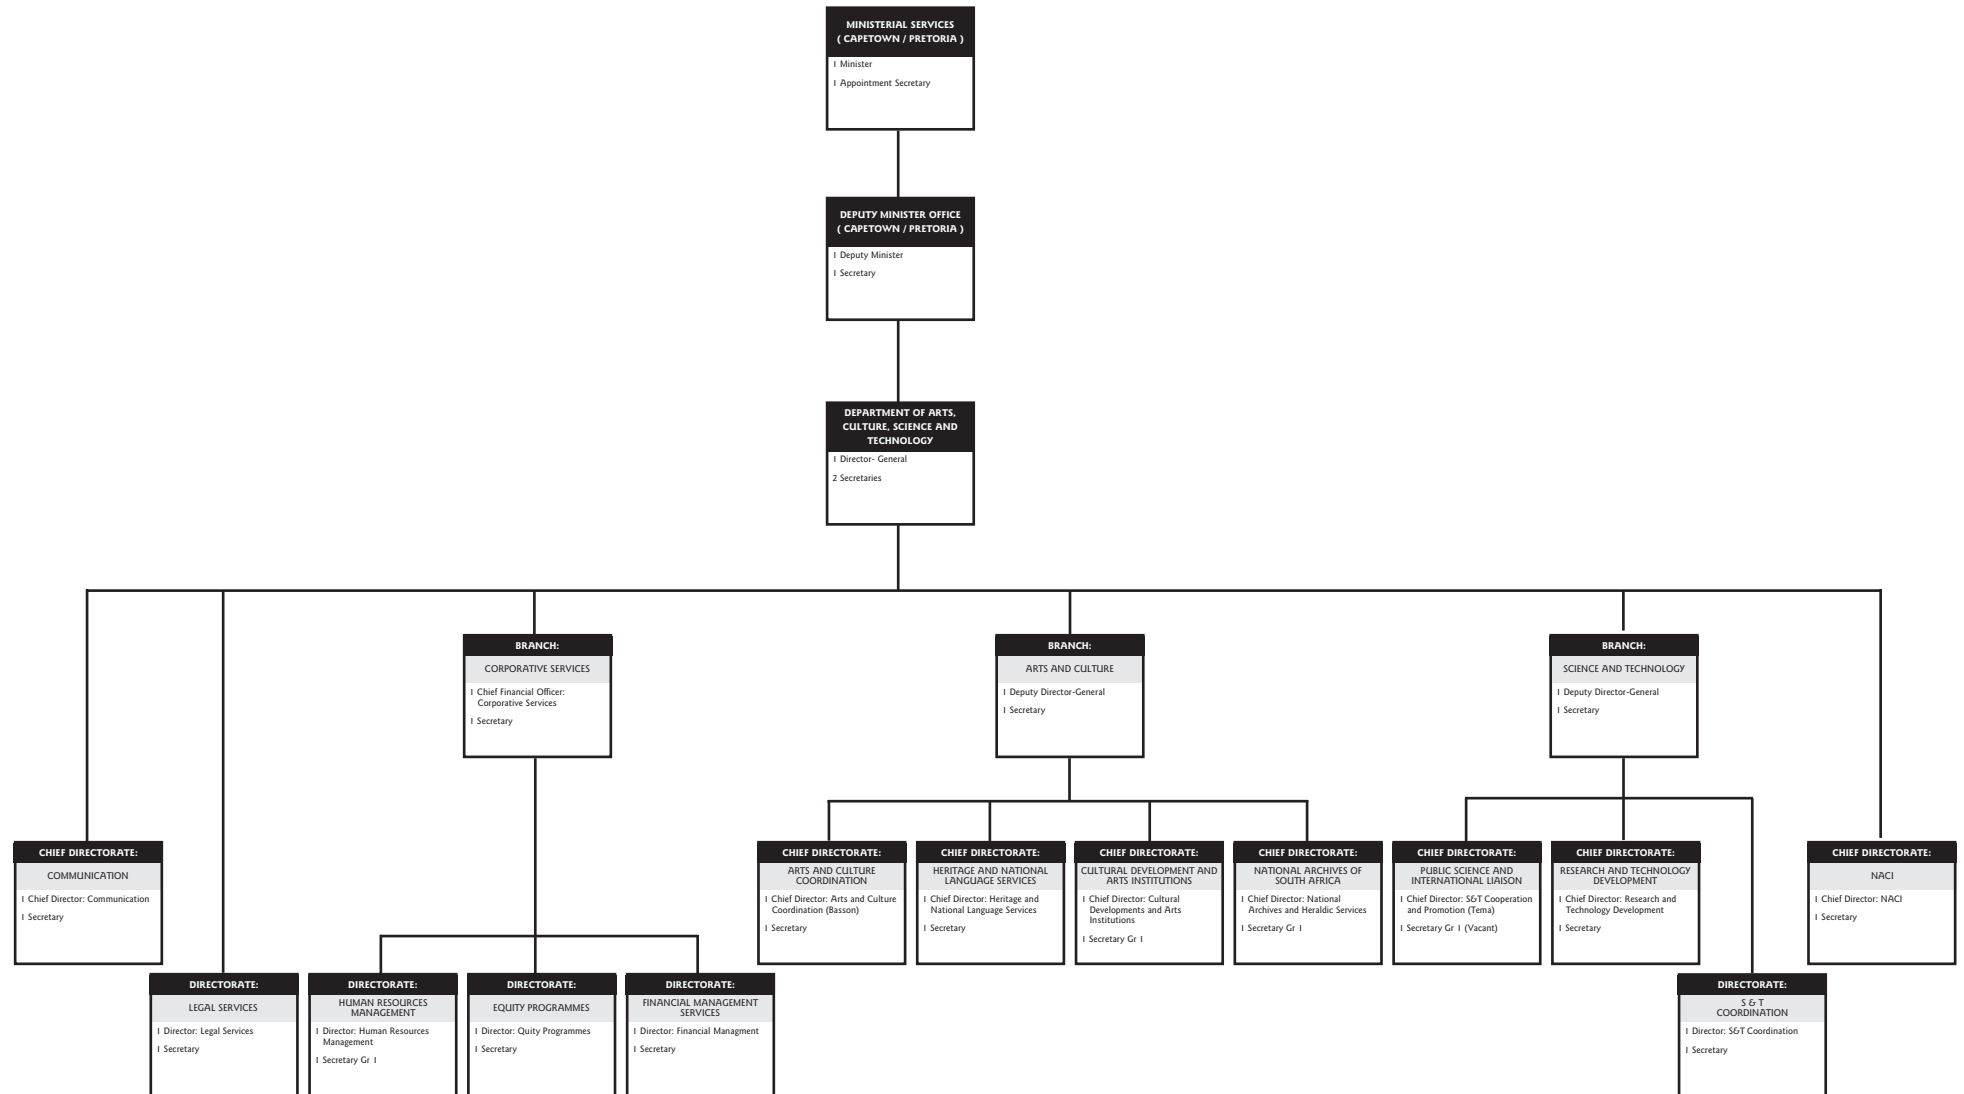 MINISTERIAL SERVICES
( CAPETOWN / PRETORIA )
1 Minister
1 Appointment Secretary
DEPUTY MINISTER OFFICE
( CAPETOWN / PRETORIA )
1 Deputy Minister
1 Secretary
DEPARTMENT OF ARTS,
CULTURE, SCIENCE AND
TECHNOLOGY
1 Director- General
2 Secretaries
BRANCH:
CORPORATIVE SERVICES
1 Chief Financial Officer:
Corporative Services
1 Secretary
BRANCH:
ARTS AND CULTURE
1 Deputy Director-General
1 Secretary
BRANCH:
SCIENCE AND TECHNOLOGY
1 Deputy Director-General
1 Secretary
CHIEF DIRECTORATE:
COMMUNICATION
1 Chief Director: Communication
1 Secretary
CHIEF DIRECTORATE:
ARTS AND CULTURE
COORDINATION
1 Chief Director: Arts and Culture
Coordination (Basson)
1 Secretary
CHIEF DIRECTORATE:
HERITAGE AND NATIONAL
LANGUAGE SERVICES
1 Chief Director: Heritage and
National Language Services
1 Secretary
CHIEF DIRECTORATE:
CULTURAL DEVELOPMENT AND
ARTS INSTITUTIONS
1 Chief Director: Cultural
Developments and Arts
Institutions
1 Secretary Gr 1
CHIEF DIRECTORATE:
NATIONAL ARCHIVES OF
SOUTH AFRICA
1 Chief Director: National
Archives and Heraldic Services
1 Secretary Gr 1
CHIEF DIRECTORATE:
PUBLIC SCIENCE AND
INTERNATIONAL LIAISON
1 Chief Director: S&T Cooperation
and Promotion (Tema)
1 Secretary Gr 1 (Vacant)
CHIEF DIRECTORATE:
RESEARCH AND TECHNOLOGY
DEVELOPMENT
1 Chief Director: Research and
Technology Development
1 Secretary
CHIEF DIRECTORATE:
NACI
1 Chief Director: NACI
1 Secretary
DIRECTORATE:
LEGAL SERVICES
1 Director: Legal Services
1 Secretary
DIRECTORATE:
HUMAN RESOURCES
MANAGEMENT
1 Director: Human Resources
Management
1 Secretary Gr 1
DIRECTORATE:
EQUITY PROGRAMMES
1 Director: Quity Programmes
1 Secretary
DIRECTORATE:
FINANCIAL MANAGEMENT
SERVICES
1 Director: Financial Managment
1 Secretary
DIRECTORATE:
S & T
COORDINATION
1 Director: S&T Coordination
1 Secretary